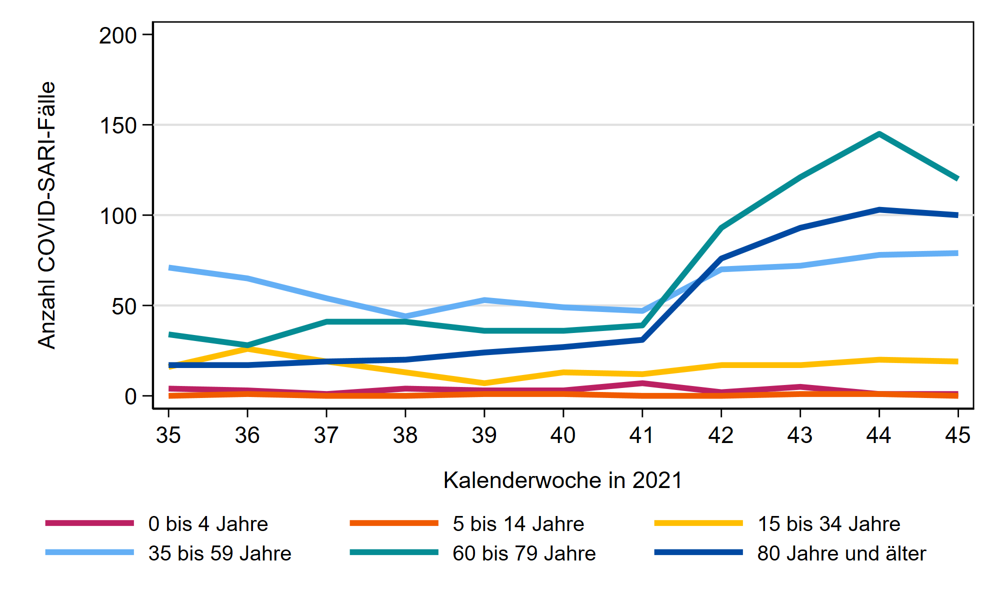 200
150
100
50
0
Anzahl COVID-SARI-Fälle
35 36 37 38 39 40 41 42 43 44 45
Kalenderwoche in 2021
0 bis 4 Jahre 5 bis 14 Jahre 15 bis 34 Jahre
35 bis 59 Jahre 60 bis 79 Jahre 80 Jahre und älter